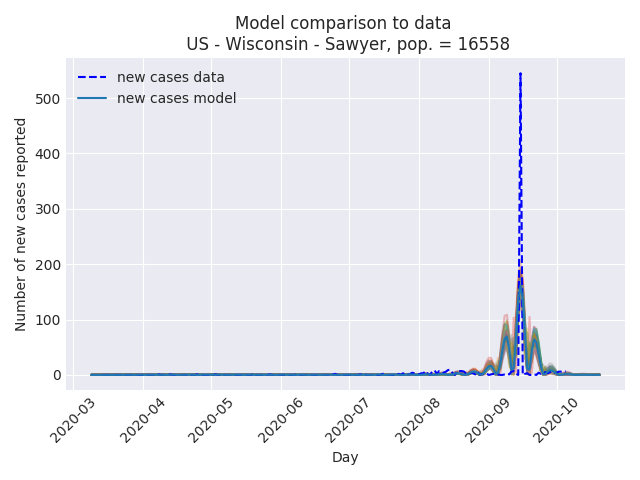 Model comparison to data
US - Wisconsin - Sawyer, pop. = 16558
new cases data
new cases model
Number of new cases reported
500
400
300
200
100
0
2020-03
2020-04
2020-05
2020-06
2020-07
2020-08
2020-09
2020-10
Day